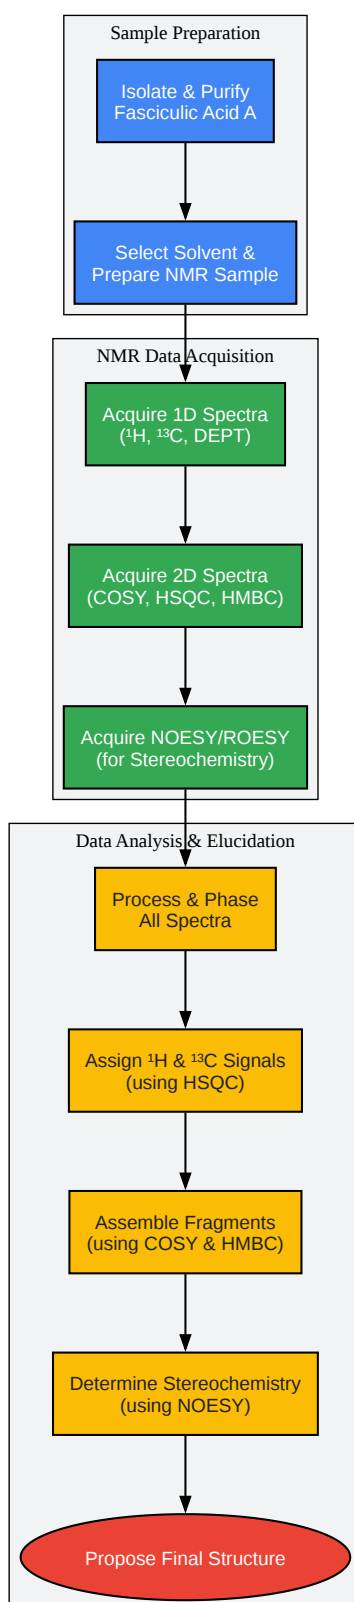 Sample Preparation
Isolate & Purify
Fasciculic Acid A
Select Solvent &
Prepare NMR Sample
NMR Data Acquisition
Acquire 1D Spectra
(¹H, ¹³C, DEPT)
Acquire 2D Spectra
(COSY, HSQC, HMBC)
Acquire NOESY/ROESY
(for Stereochemistry)
Data Analysis & Elucidation
Process & Phase
All Spectra
Assign ¹H & ¹³C Signals
(using HSQC)
Assemble Fragments
(using COSY & HMBC)
Determine Stereochemistry
(using NOESY)
Propose Final Structure